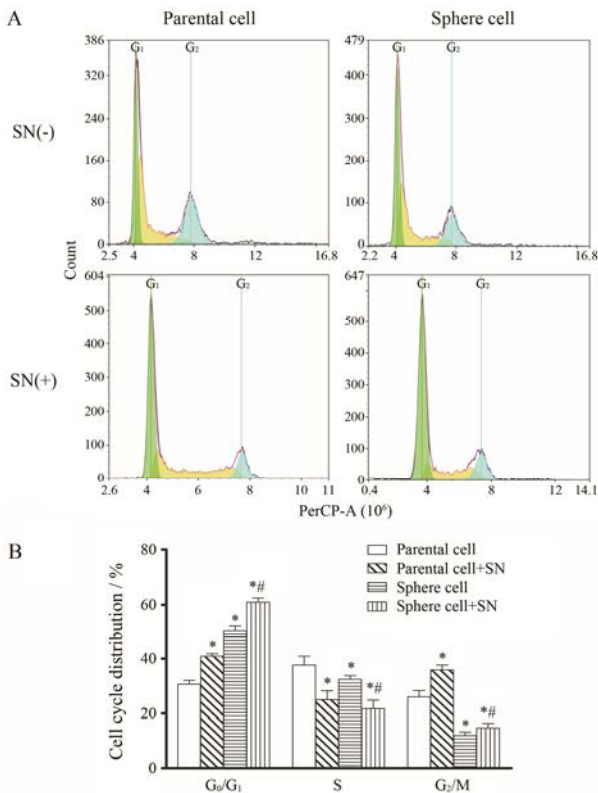 A
Parental cell
Sphere cell
SN(-)
386
320
240
160
80
0
G₁
G₂
2.5 4 8 12 16.8
479
400
300
200
100
0
G₁
G₂
2.5 4 8 12 16.8
Count
SN(+)
604
500
400
300
200
100
0
G₁
G₂
2.6 4 6 8 10 11
647
500
400
300
200
100
0
G₁
G₂
0.4 4 8 12 14.1
PerCP-A (10⁶)
B
Cell cycle distribution / %
80
60
40
20
0
Parental cell
Parental cell+SN
Sphere cell
Sphere cell+SN
* * *#
* * *#
* * *#
G₀/G₁ S G₂/M